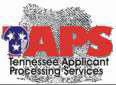 TAPS
Tennessee Applicant
Processing Services